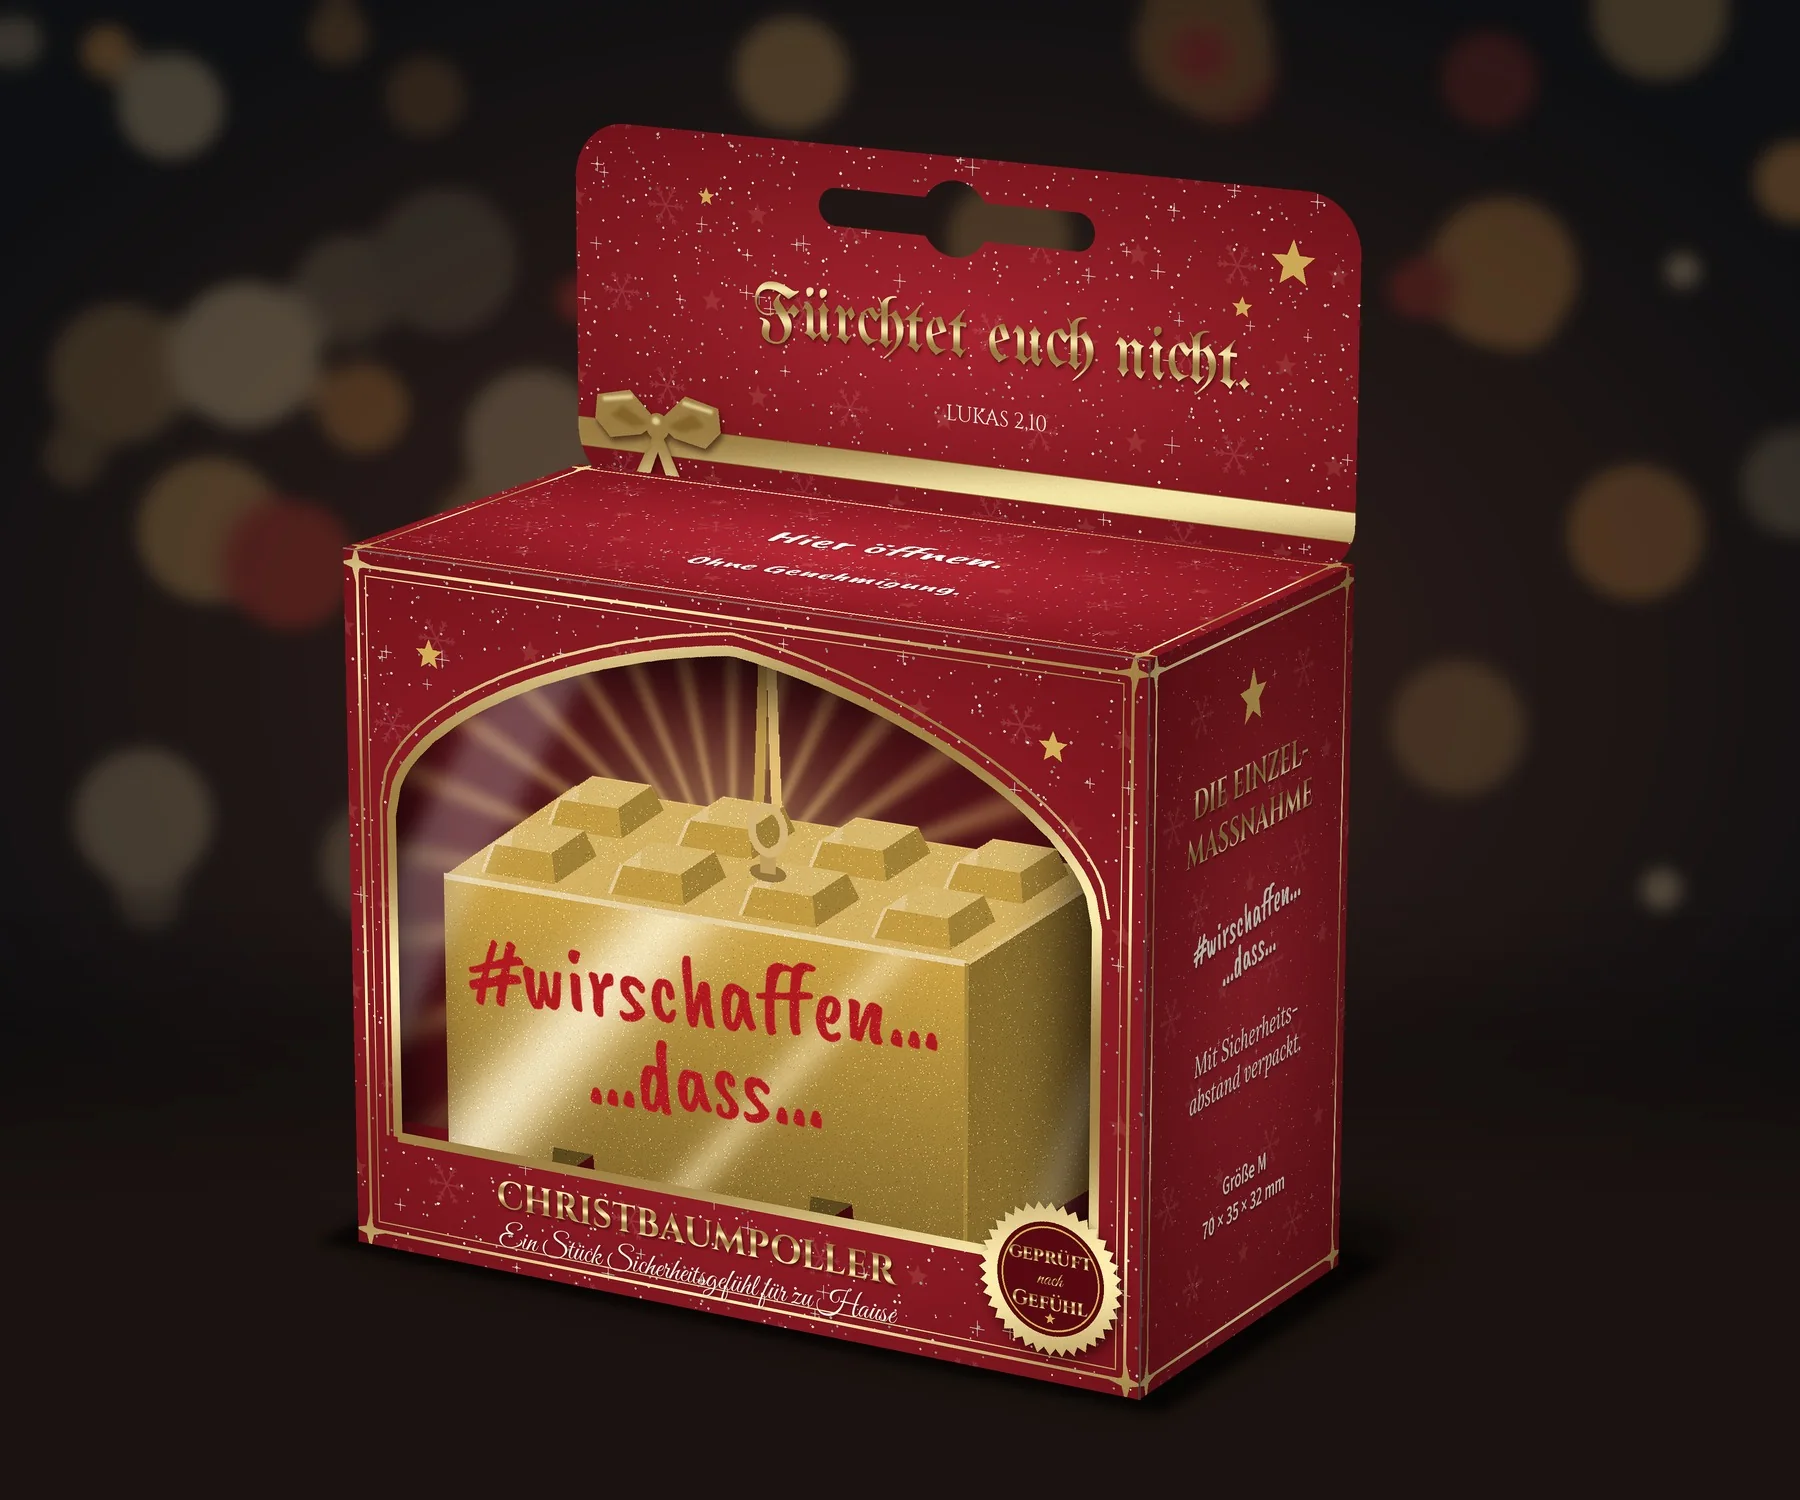 Fürchtet euch nicht.
LUKAS 2,10
Hier öffnen.
Ohne Genehmigung.
#wirschaffen...
...dass...
CHRISTBAUMPOLLER
Ein Stück Sicherheitsgefühl für zu Hause
GEPRÜFT
nach
GEFÜHL
DIE EINZEL-
MASSNAHME
#wirschaffen...
...dass...
Mit Sicherheits-
abstand verpackt.
Größe M
70 × 35 × 32 mm